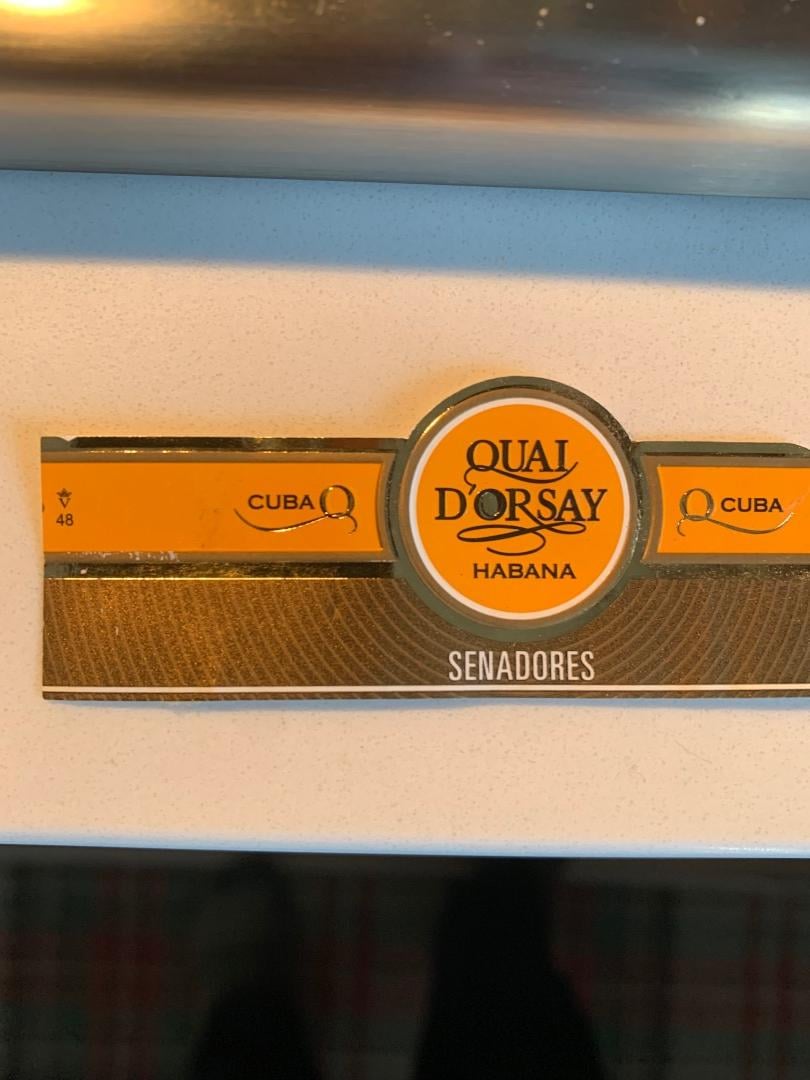 V
48
CUBA Q
QUAI
D'ORSAY
HABANA
Q CUBA
SENADORES